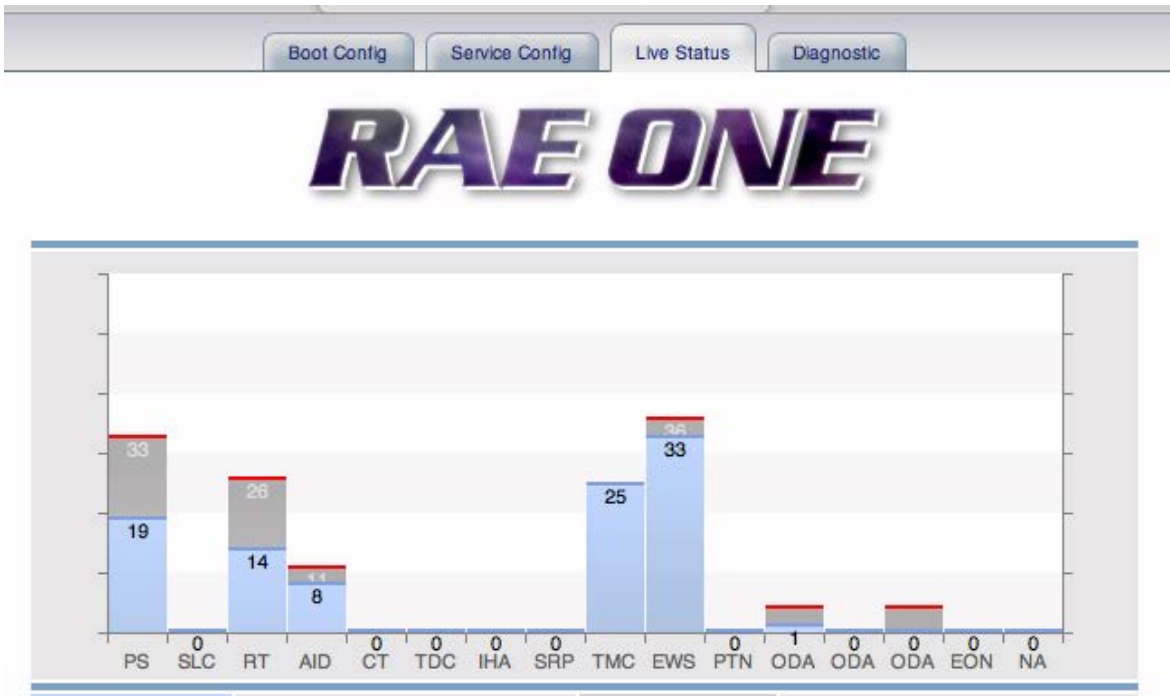 Boot Config Service Config Live Status Diagnostic
RAE ONE
36
33 33
26 25
19
14 11
8
0 0 0 0 0 0 1 0 0 0 0
PS SLC RT AID CT TDC IHA SRP TMC EWS PTN ODA ODA ODA EON NA